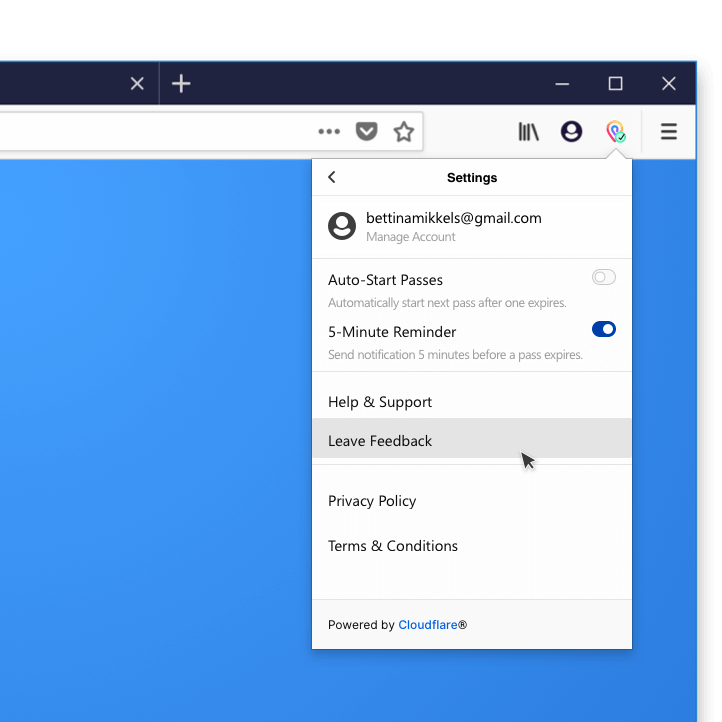 Settings
bettinamikkels@gmail.com
Manage Account
Auto-Start Passes
Automatically start next pass after one expires.
5-Minute Reminder
Send notification 5 minutes before a pass expires.
Help & Support
Leave Feedback
Privacy Policy
Terms & Conditions
Powered by Cloudflare®